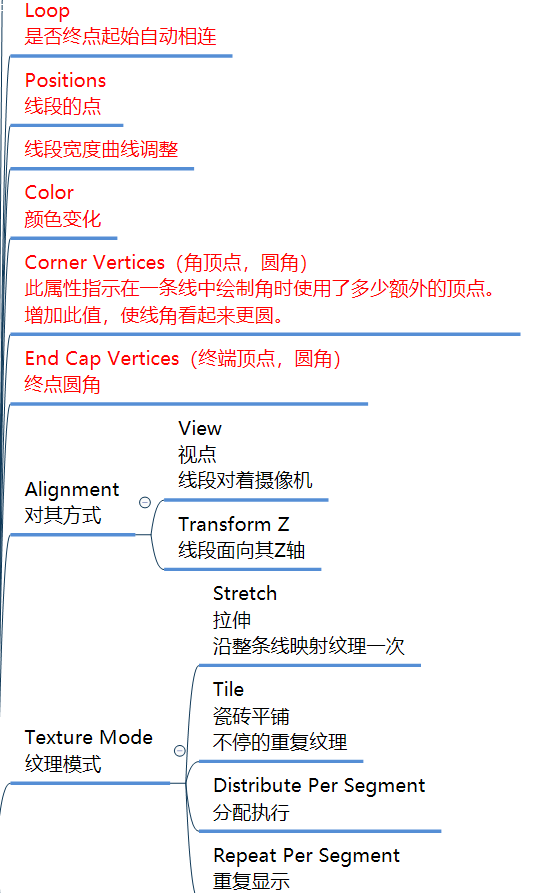 Loop
是否终点起始自动相连
Positions
线段的点
线段宽度曲线调整
Color
颜色变化
Corner Vertices（角顶点，圆角）
此属性指示在一条线中绘制角时使用了多少额外的顶点。
增加此值，使线角看起来更圆。
End Cap Vertices（终端顶点，圆角）
终点圆角
Alignment
对其方式
View
视点
线段对着摄像机
Transform Z
线段面向其Z轴
Texture Mode
纹理模式
Stretch
拉伸
沿整条线映射纹理一次
Tile
瓷砖平铺
不停的重复纹理
Distribute Per Segment
分配执行
Repeat Per Segment
重复显示